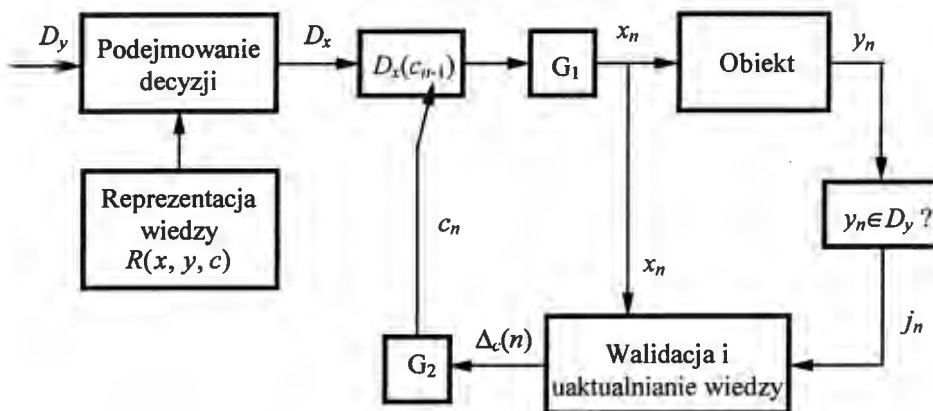 D_y
Podejmowanie
decyzji
D_x
D_x(c_{n-1})
G₁
x_n
Obiekt
y_n
Reprezentacja
wiedzy
R(x, y, c)
c_n
y_n∈D_y ?
x_n
j_n
G₂
Δ_c(n)
Walidacja i
uaktualnianie wiedzy